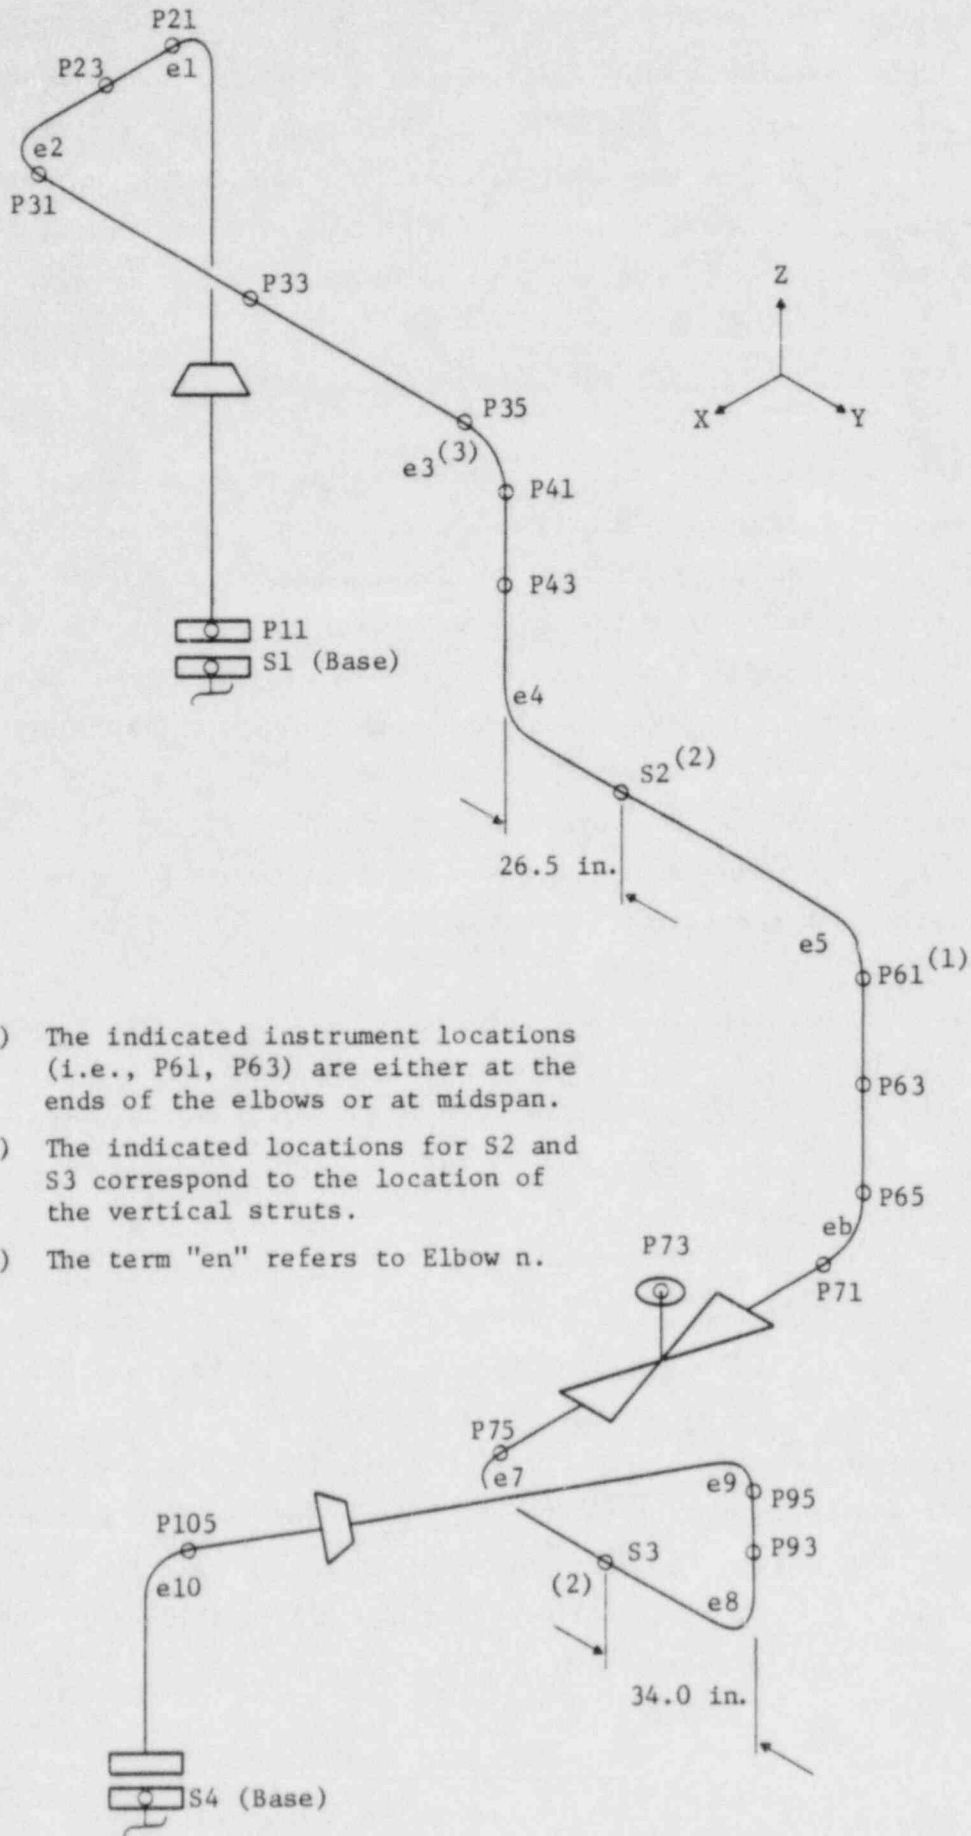 P21
e1
P23
e2
P31
P33
Z
X
Y
P35
e3(3)
P41
P43
P11
S1 (Base)
e4
S2(2)
26.5 in.
e5
P61(1)
) The indicated instrument locations
(i.e., P61, P63) are either at the
ends of the elbows or at midspan.
P63
) The indicated locations for S2 and
S3 correspond to the location of
the vertical struts.
P65
) The term "en" refers to Elbow n.
eb
P73
P71
P75
e7
e9
P95
P105
P93
S3
(2)
e10
e8
34.0 in.
S4 (Base)